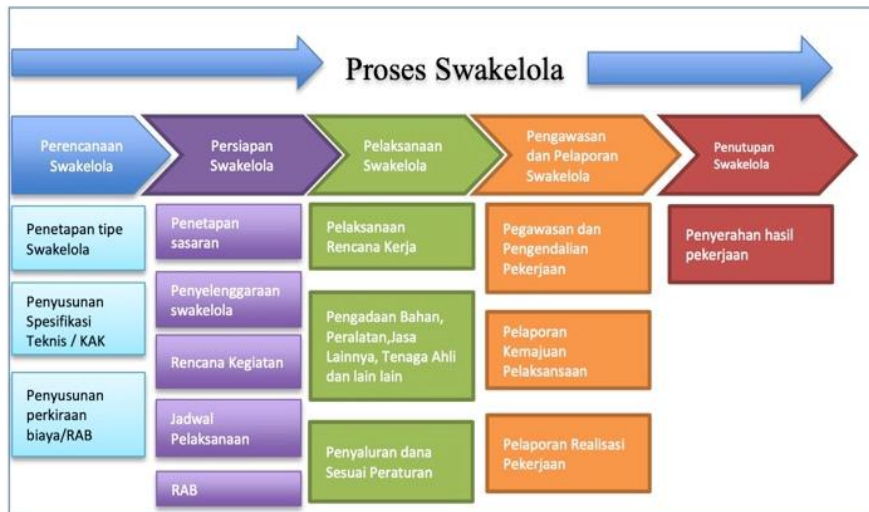 Proses Swakelola
Perencanaan
Swakelola
Persiapan
Swakelola
Pelaksanaan
Swakelola
Pengawasan
dan Pelaporan
Swakelola
Penutupan
Swakelola
Penetapan tipe
Swakelola
Penyusunan
Spesifikasi
Teknis / KAK
Penyusunan
perkiraan
biaya/RAB
Penetapan
sasaran
Penyelenggaraan
swakelola
Rencana Kegiatan
Jadwal
Pelaksanaan
RAB
Pelaksanaan
Rencana Kerja
Pengadaan Bahan,
Peralatan,Jasa
Lainnya, Tenaga Ahli
dan lain lain
Penyaluran dana
Sesuai Peraturan
Pegawasan dan
Pengendalian
Pekerjaan
Pelaporan
Kemajuan
Pelaksansaan
Pelaporan Realisasi
Pekerjaan
Penyerahan hasil
pekerjaan